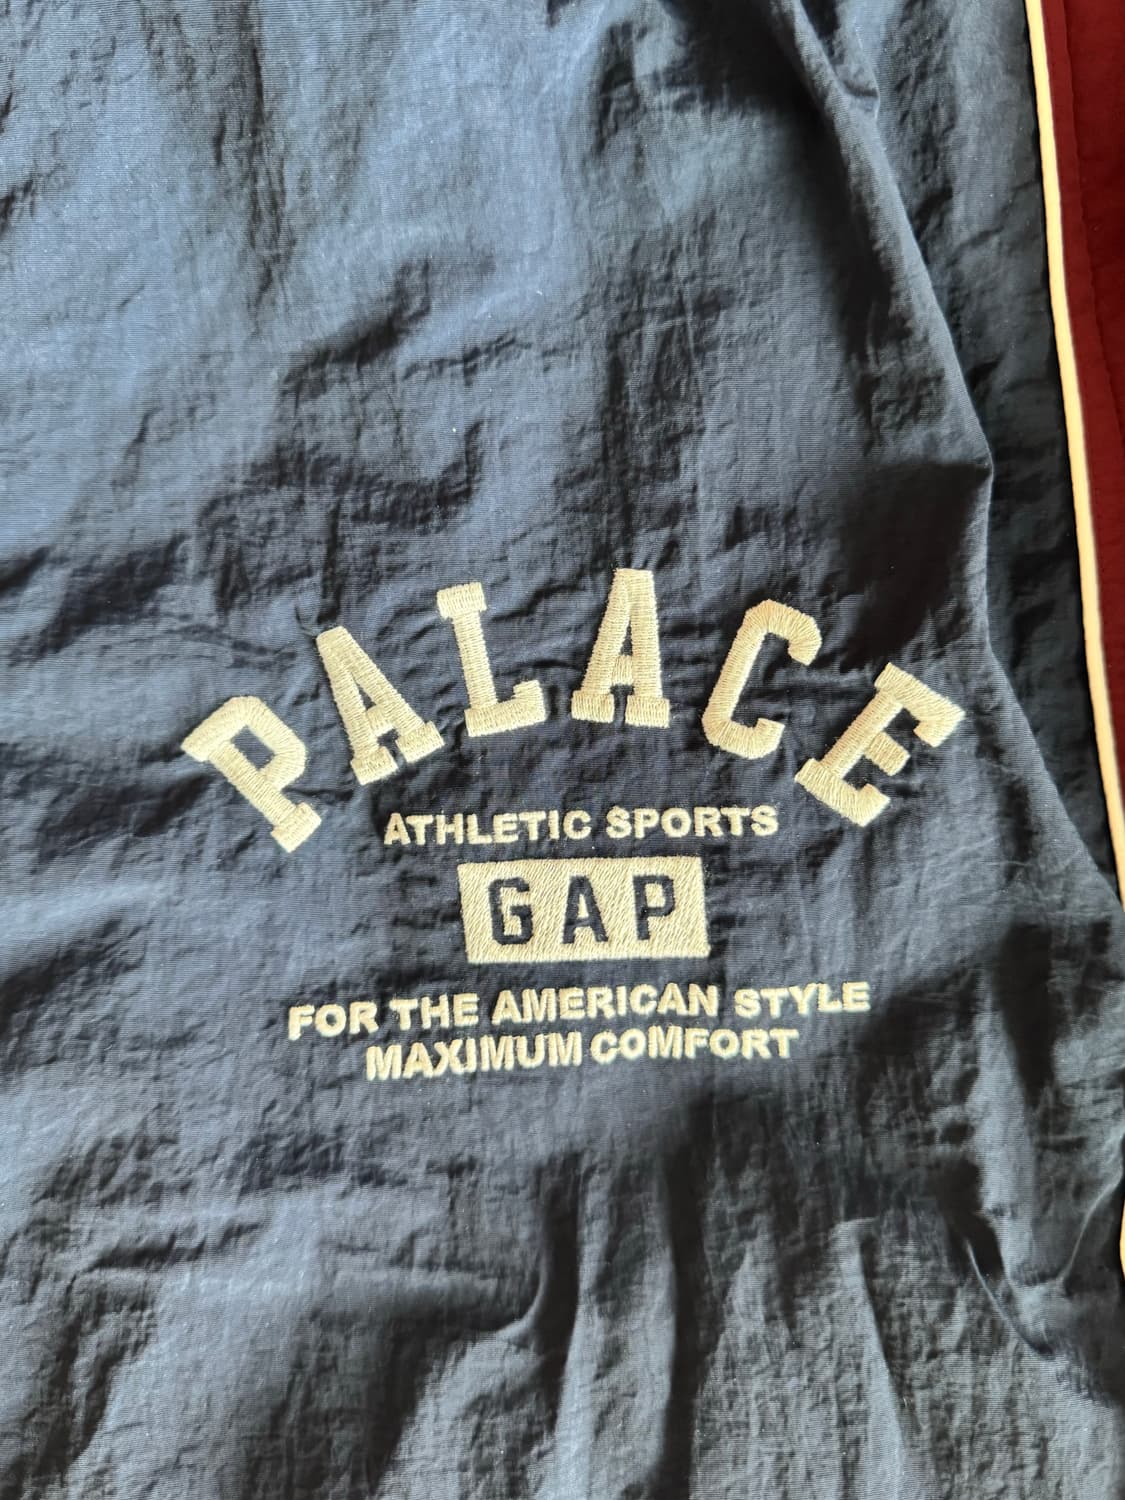 PALACE
ATHLETIC SPORTS
GAP
FOR THE AMERICAN STYLE
MAXIMUM COMFORT